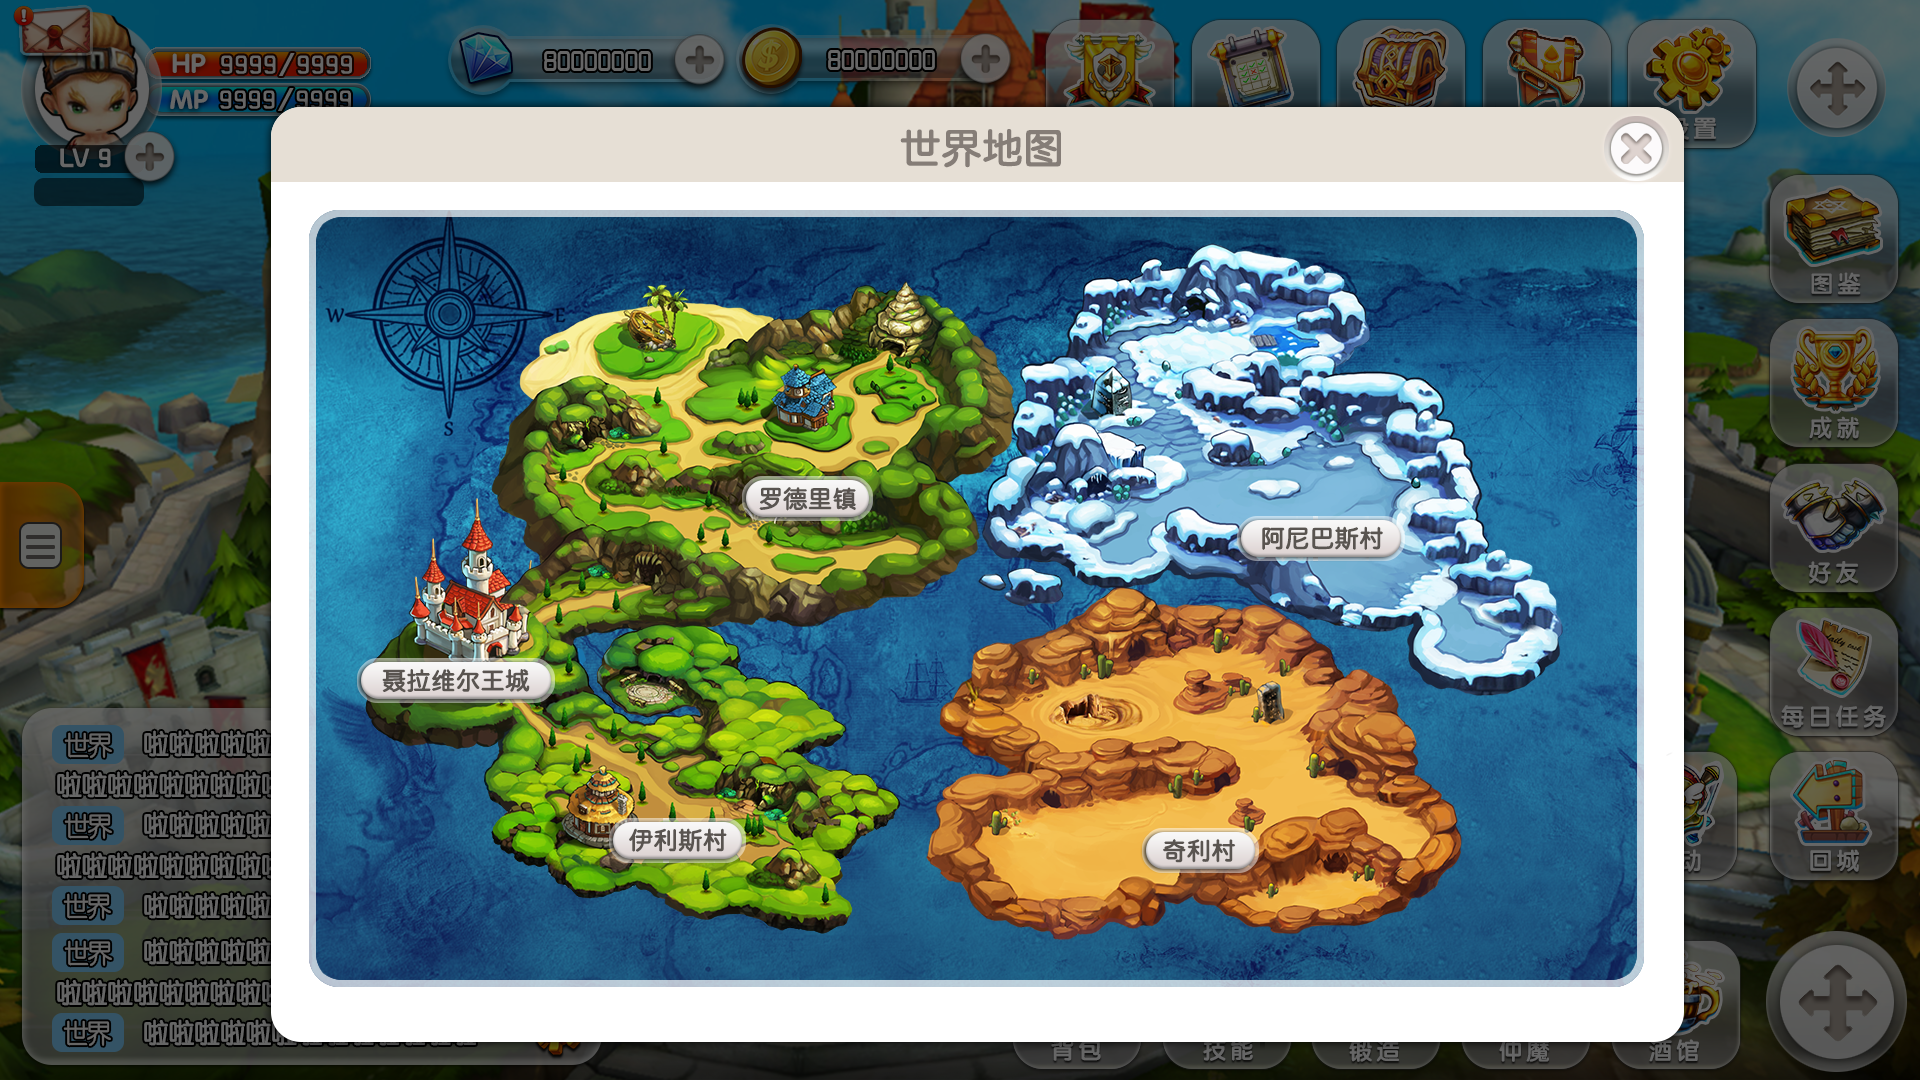 HP 9999/9999
MP 9999/9999
LV 9
80000000
80000000
置
世界地图
W
E
S
罗德里镇
阿尼巴斯村
聂拉维尔王城
伊利斯村
奇利村
图鉴
成就
好友
每日任务
动
回城
世界 啦啦啦啦啦
啦啦啦啦啦啦啦啦
世界 啦啦啦啦啦
啦啦啦啦啦啦啦啦
世界 啦啦啦啦啦
世界 啦啦啦啦啦
啦啦啦啦啦啦啦啦
世界 啦啦啦啦啦
背包
技能
锻造
仲魔
酒馆